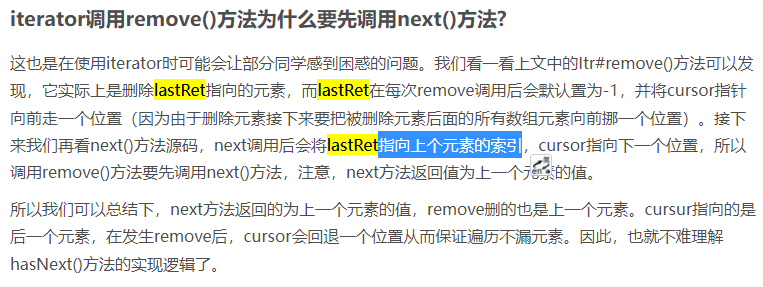 iterator调用remove()方法为什么要先调用next()方法?
这也是在使用iterator时可能会让部分同学感到困惑的问题。我们看一看上文中的Itr#remove()方法可以发
现，它实际上是删除lastRet指向的元素，而lastRet在每次remove调用后会默认置为-1，并将cursor指针
向前走一个位置（因为由于删除元素接下来要把被删除元素后面的所有数组元素向前挪一个位置）。接下
来我们再看next()方法源码，next调用后会将lastRet指向上个元素的索引，cursor指向下一个位置，所以
调用remove()方法要先调用next()方法，注意，next方法返回值为上一个元素的值。
所以我们可以总结下，next方法返回的为上一个元素的值，remove删的也是上一个元素。cursur指向的是
后一个元素，在发生remove后，cursor会回退一个位置从而保证遍历不漏元素。因此，也就不难理解
hasNext()方法的实现逻辑了。